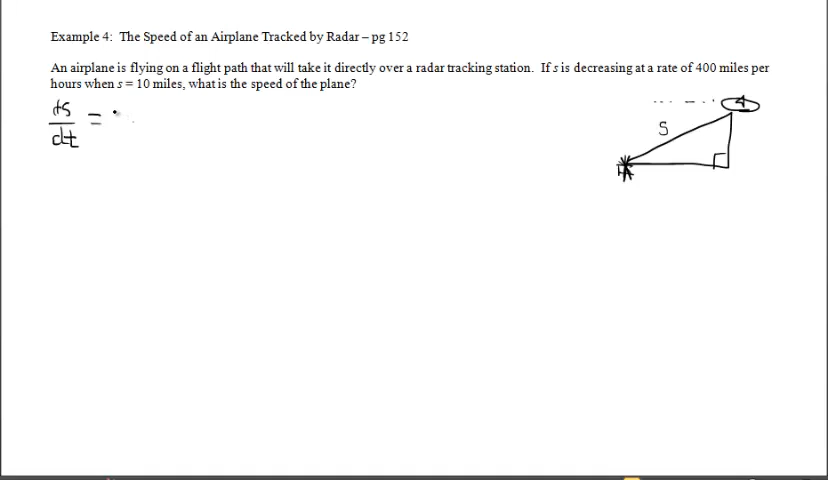 Example 4: The Speed of an Airplane Tracked by Radar – pg 152
An airplane is flying on a flight path that will take it directly over a radar tracking station. If s is decreasing at a rate of 400 miles per
hours when s = 10 miles, what is the speed of the plane?
ds
dt =
S